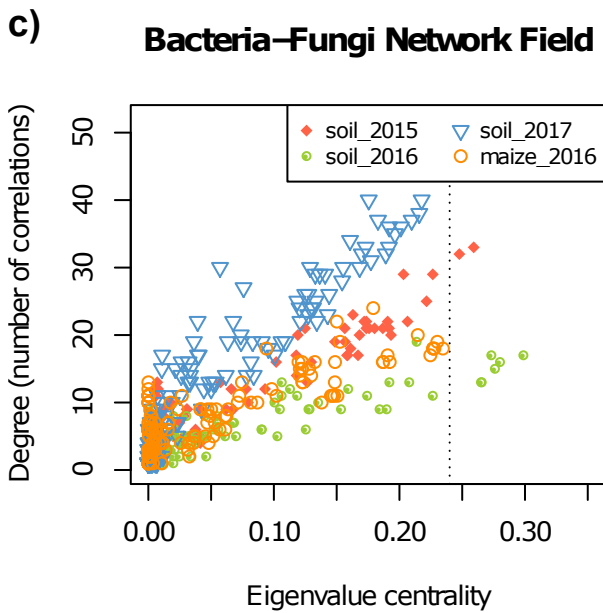 c)
Bacteria–Fungi Network Field
Degree (number of correlations)
50
40
30
20
10
0
soil_2015
soil_2017
soil_2016
maize_2016
0.00
0.10
0.20
0.30
Eigenvalue centrality